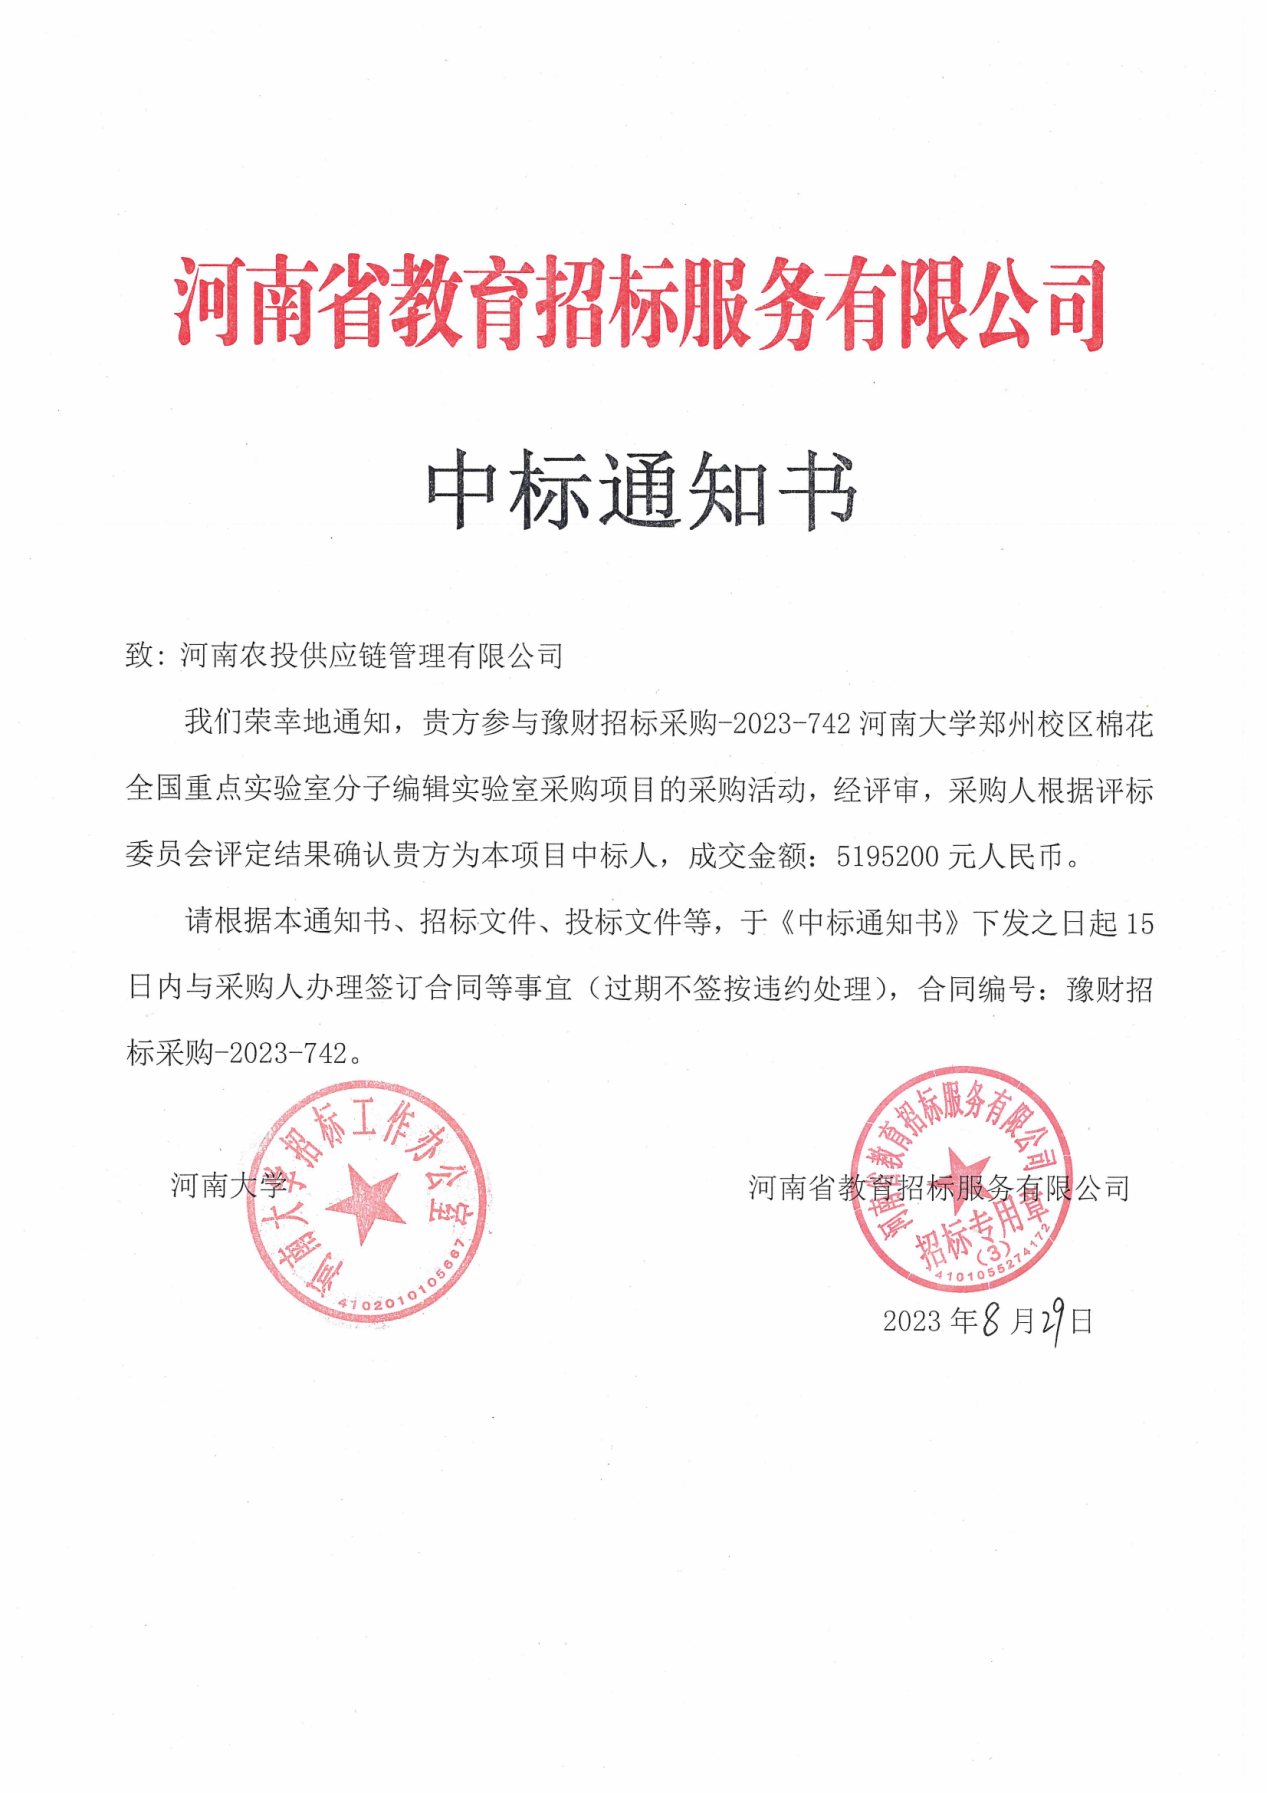 河南省教育招标服务有限公司
中标通知书
致：河南农投供应链管理有限公司
我们荣幸地通知，贵方参与豫财招标采购-2023-742 河南大学郑州校区棉花
全国重点实验室分子编辑实验室采购项目的采购活动，经评审，采购人根据评标
委员会评定结果确认贵方为本项目中标人，成交金额：5195200 元人民币。
请根据本通知书、招标文件、投标文件等，于《中标通知书》下发之日起 15
日内与采购人办理签订合同等事宜（过期不签按违约处理），合同编号：豫财招
标采购-2023-742。
河南大学
河南大学招标工作办公室
4102010105667
河南省教育招标服务有限公司
河南省教育招标服务有限公司
招标专用章
（3）
4101055274172
2023 年 8 月 29 日